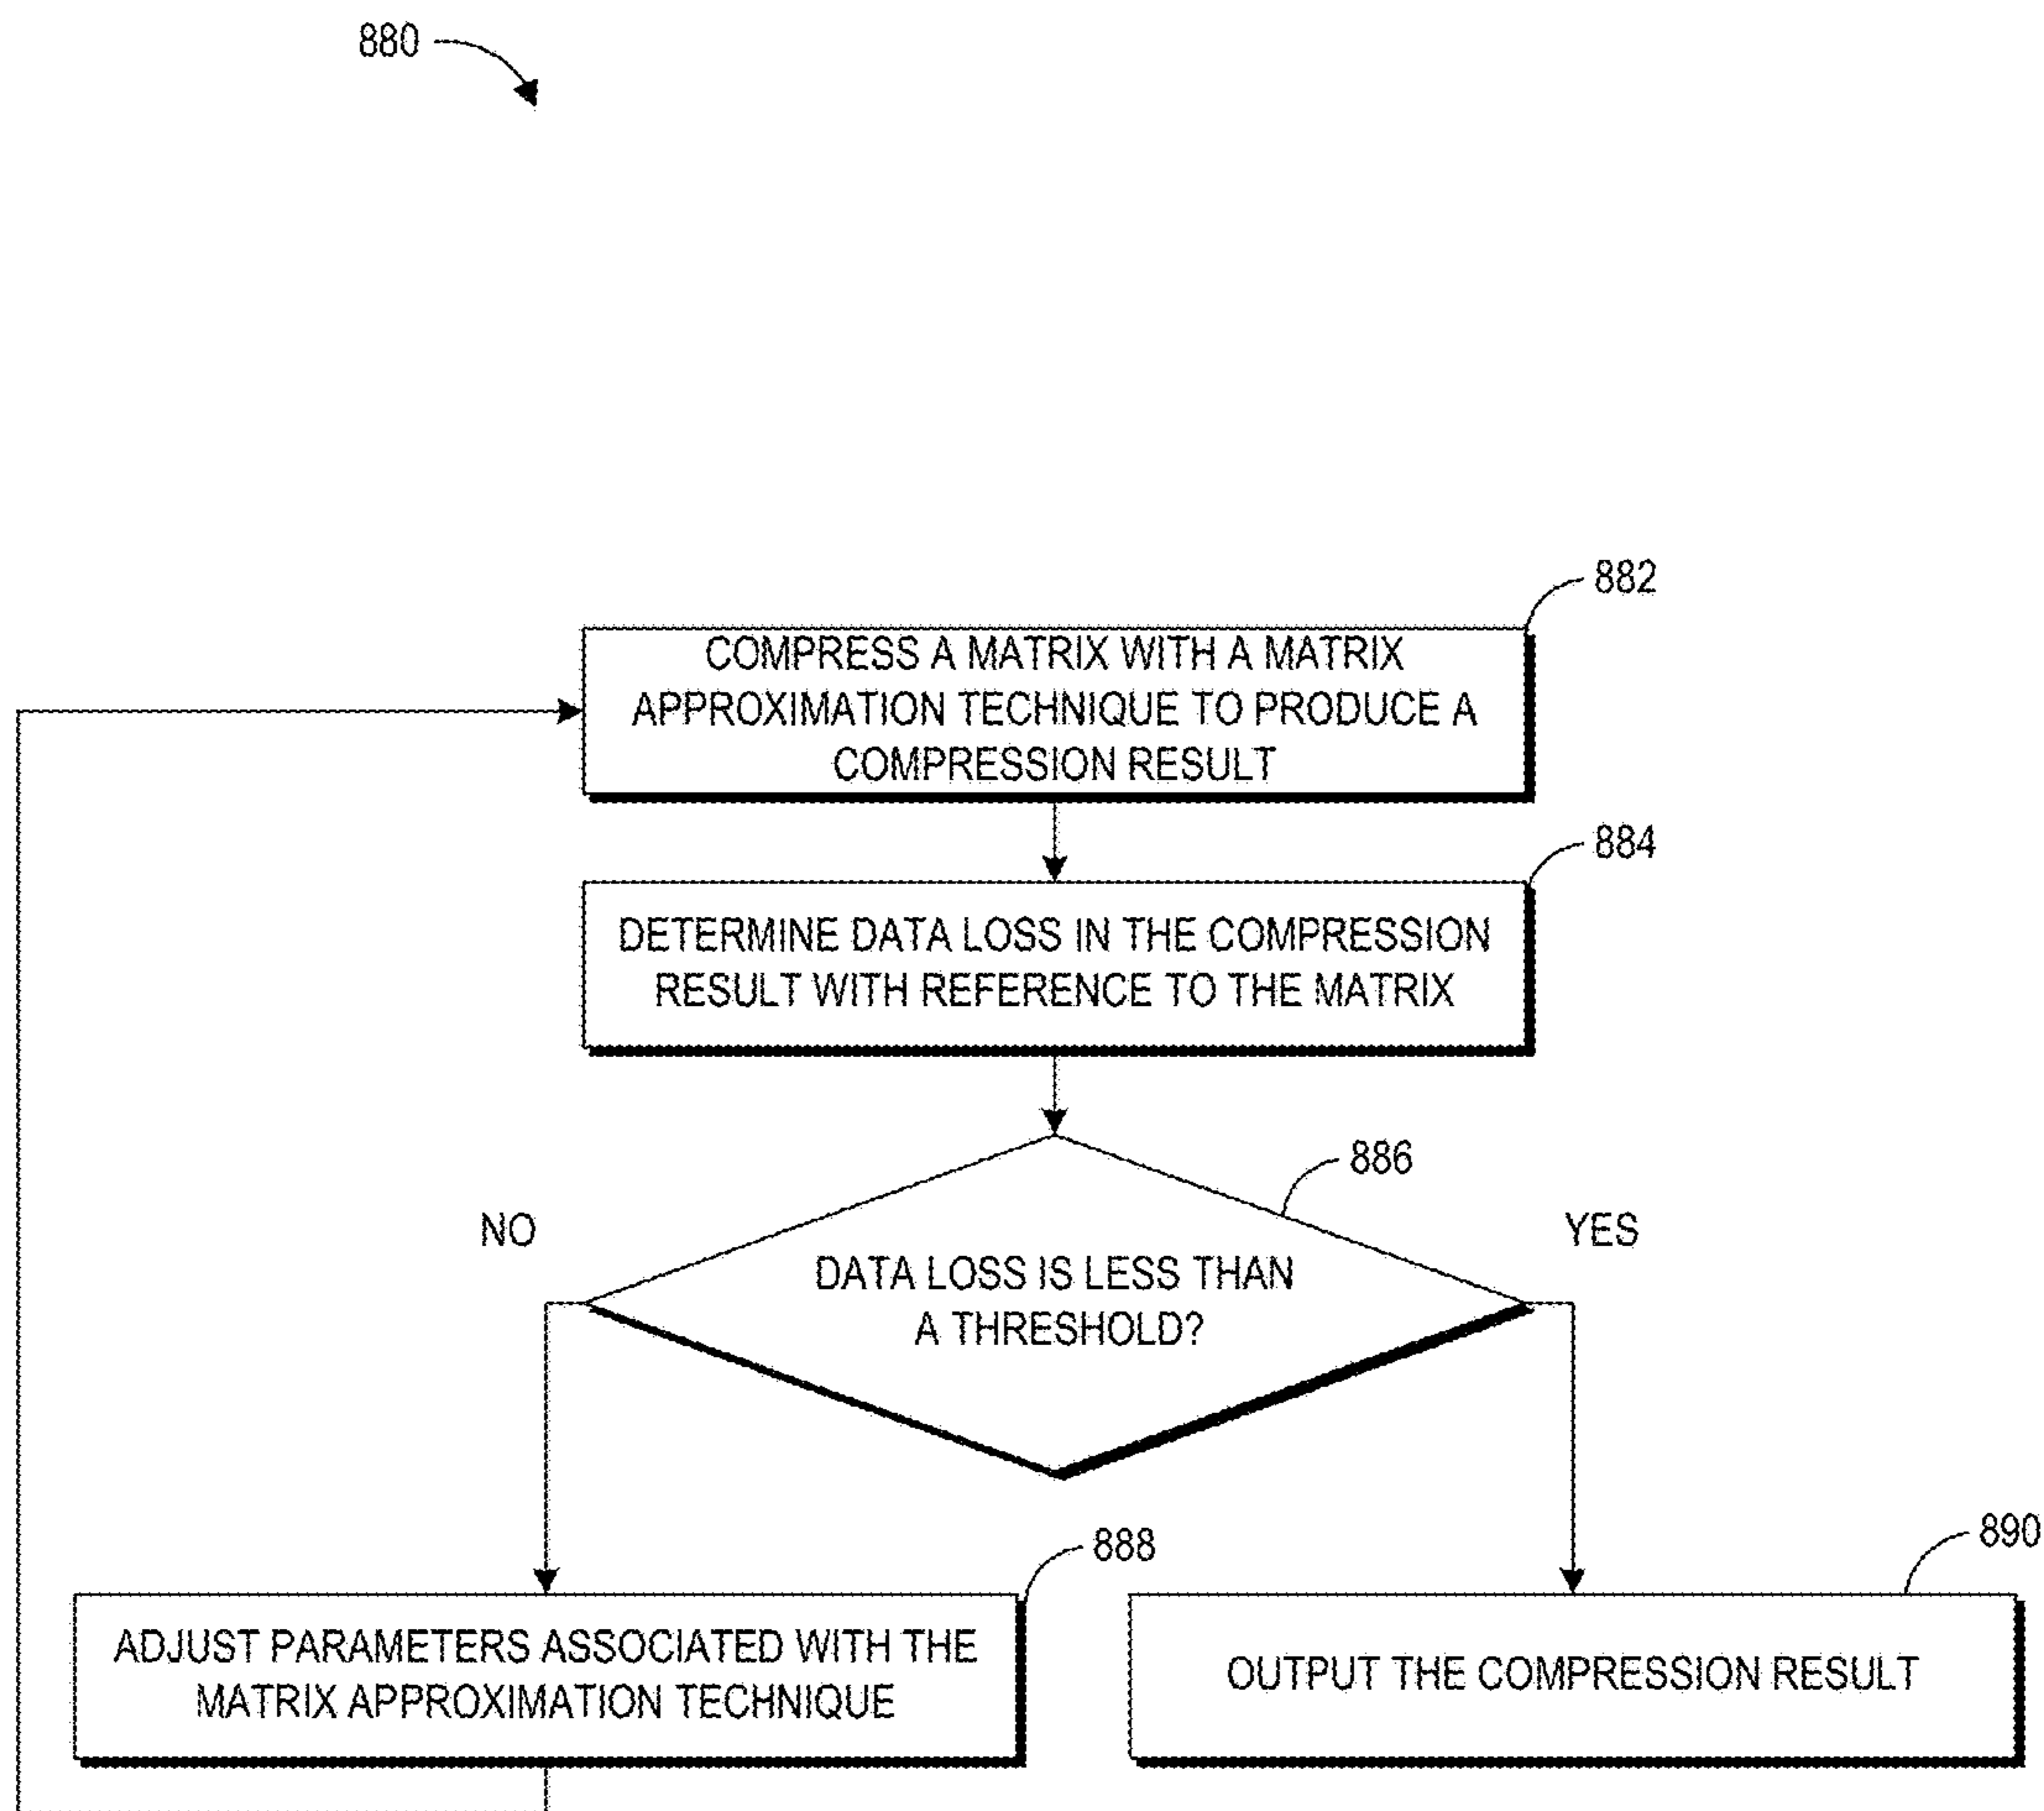 880
882
COMPRESS A MATRIX WITH A MATRIX
APPROXIMATION TECHNIQUE TO PRODUCE A
COMPRESSION RESULT
884
DETERMINE DATA LOSS IN THE COMPRESSION
RESULT WITH REFERENCE TO THE MATRIX
886
NO
YES
DATA LOSS IS LESS THAN
A THRESHOLD?
888
890
ADJUST PARAMETERS ASSOCIATED WITH THE
MATRIX APPROXIMATION TECHNIQUE
OUTPUT THE COMPRESSION RESULT